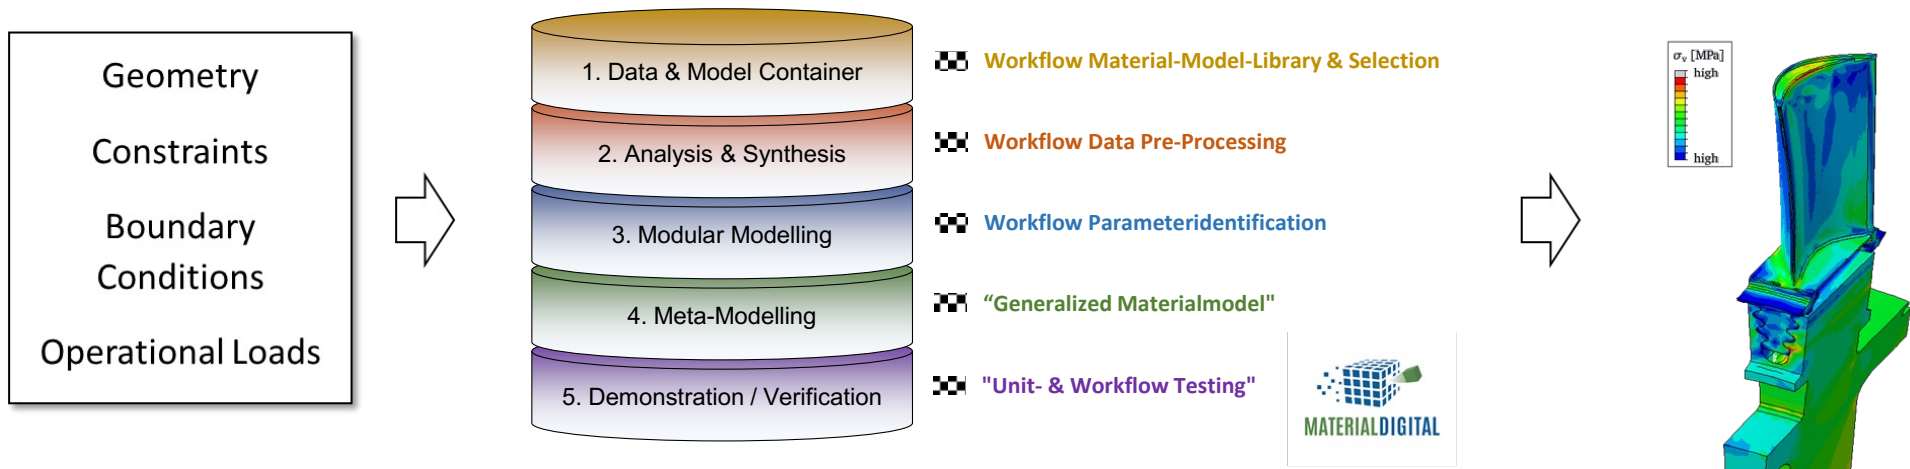 Geometry
Constraints
Boundary
Conditions
Operational Loads
1. Data & Model Container
2. Analysis & Synthesis
3. Modular Modelling
4. Meta-Modelling
5. Demonstration / Verification
Workflow Material-Model-Library & Selection
Workflow Data Pre-Processing
Workflow Parameteridentification
“Generalized Materialmodel"
"Unit- & Workflow Testing"
MATERIALDIGITAL
σᵥ [MPa]
high
high